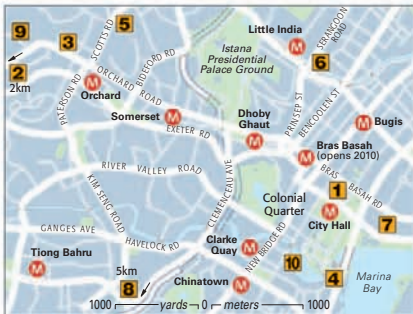 9
5
3
2
2km
SCOTTS RD
BIDEFORD RD
PATERSON RD
ORCHARD ROAD
M
Orchard
Somerset
M
EXETER RD
Istana
Presidential
Palace Ground
Little India
M
SERANGOON
ROAD
6
PRINSEP ST
BENCOOLEN ST
Dhoby
Ghaut
M
Bugis
M
M
Bras Basah
(opens 2010)
BRAS BASAH RD
RIVER VALLEY ROAD
KIM SENG ROAD
CLEMENCEAU AVE
Colonial
Quarter
1
M
City Hall
7
GANGES AVE
HAVELOCK RD
Tiong Bahru
M
Clarke
Quay
M
NEW BRIDGE RD
10
4
Marina
Bay
5km
8
Chinatown
M
1000 yards 0 meters 1000